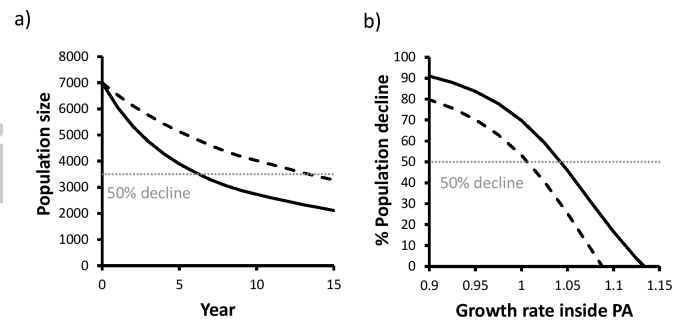 a)
8000
7000
6000
5000
4000
3000
2000
1000
0
Population size
50% decline
0 5 10 15
Year
b)
100
90
80
70
60
50
40
30
20
10
0
% Population decline
50% decline
0.9 0.95 1 1.05 1.1 1.15
Growth rate inside PA